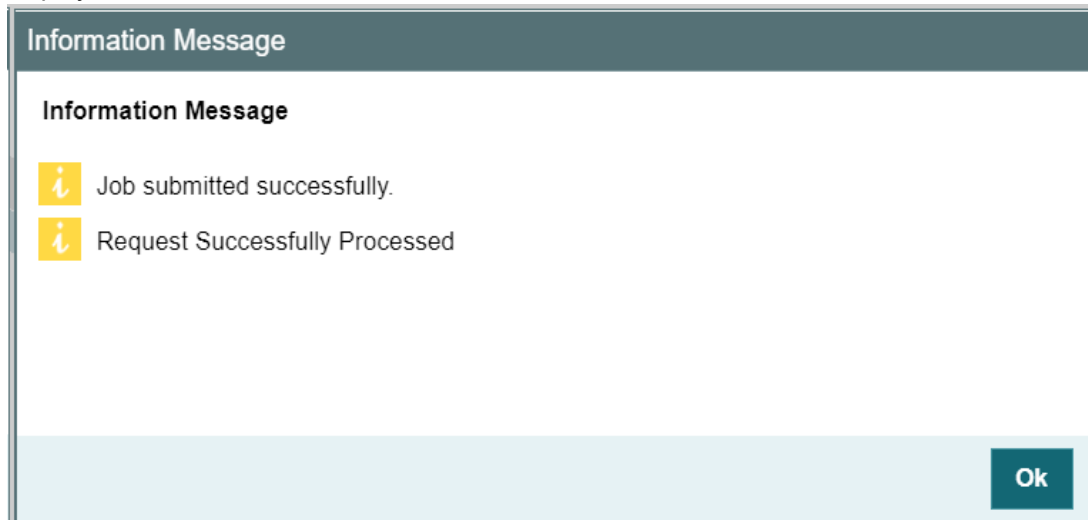 Information Message
Information Message
i Job submitted successfully.
i Request Successfully Processed
Ok